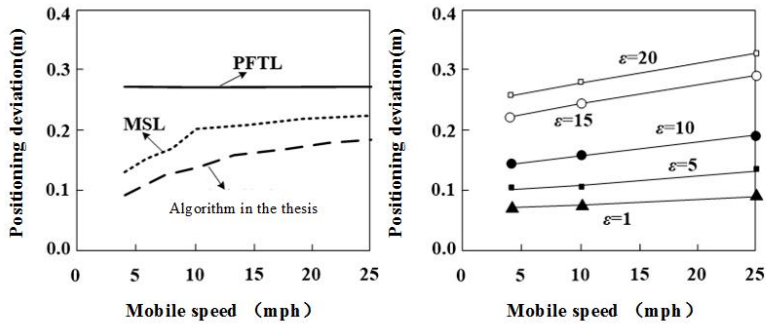 Positioning deviation(m)
0.4
0.3
0.2
0.1
0.0
PFTL
MSL
Algorithm in the thesis
0 5 10 15 20 25
Mobile speed （mph）
Positioning deviation(m)
0.4
0.3
0.2
0.1
0.0
ε=20
ε=15
ε=10
ε=5
ε=1
0 5 10 15 20 25
Mobile speed （mph）